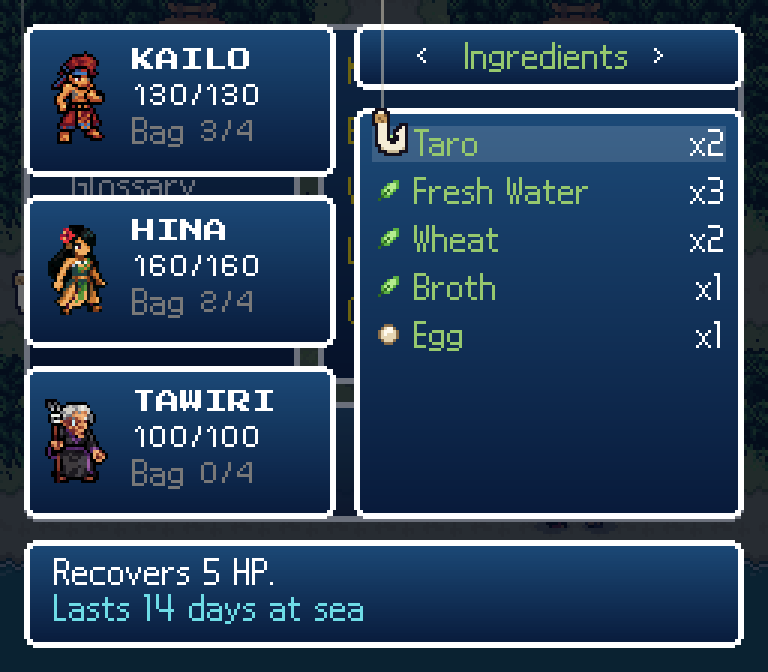 KAILO
130/130
Bag 3/4
Glossary
HINA
160/160
Bag 2/4
TAWIRI
100/100
Bag 0/4
< Ingredients >
Taro x2
Fresh Water x3
Wheat x2
Broth x1
Egg x1
Recovers 5 HP.
Lasts 14 days at sea